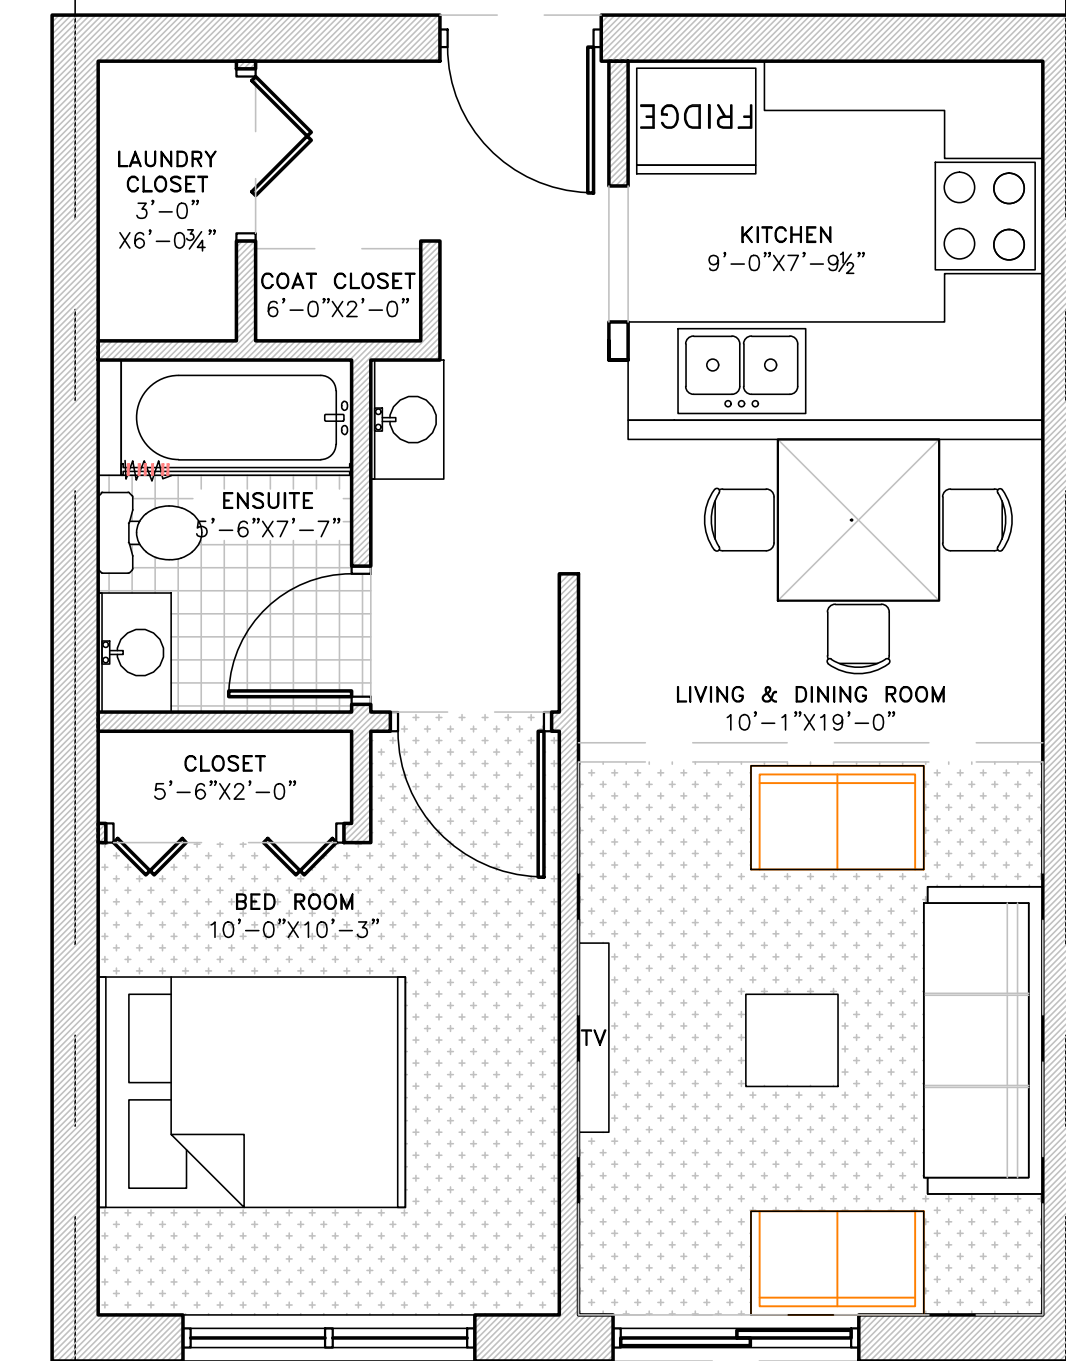 FRIDGE
LAUNDRY
CLOSET
3'-0"
X6'-0¾"
KITCHEN
9'-0"X7'-9½"
COAT CLOSET
6'-0"X2'-0"
ENSUITE
5'-6"X7'-7"
LIVING & DINING ROOM
10'-1"X19'-0"
CLOSET
5'-6"X2'-0"
BED ROOM
10'-0"X10'-3"
TV